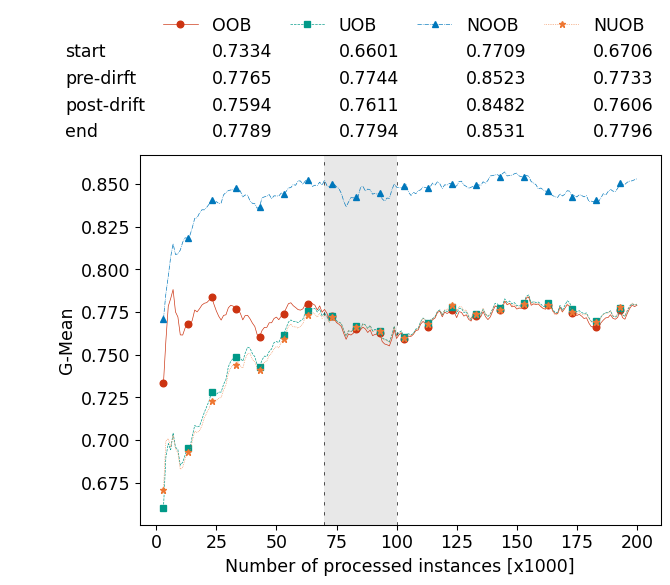 OOB UOB NOOB NUOB
start 0.7334 0.6601 0.7709 0.6706
pre-dirft 0.7765 0.7744 0.8523 0.7733
post-drift 0.7594 0.7611 0.8482 0.7606
end 0.7789 0.7794 0.8531 0.7796
0.850
0.825
0.800
0.775
0.750
0.725
0.700
0.675
G-Mean
0 25 50 75 100 125 150 175 200
Number of processed instances [x1000]